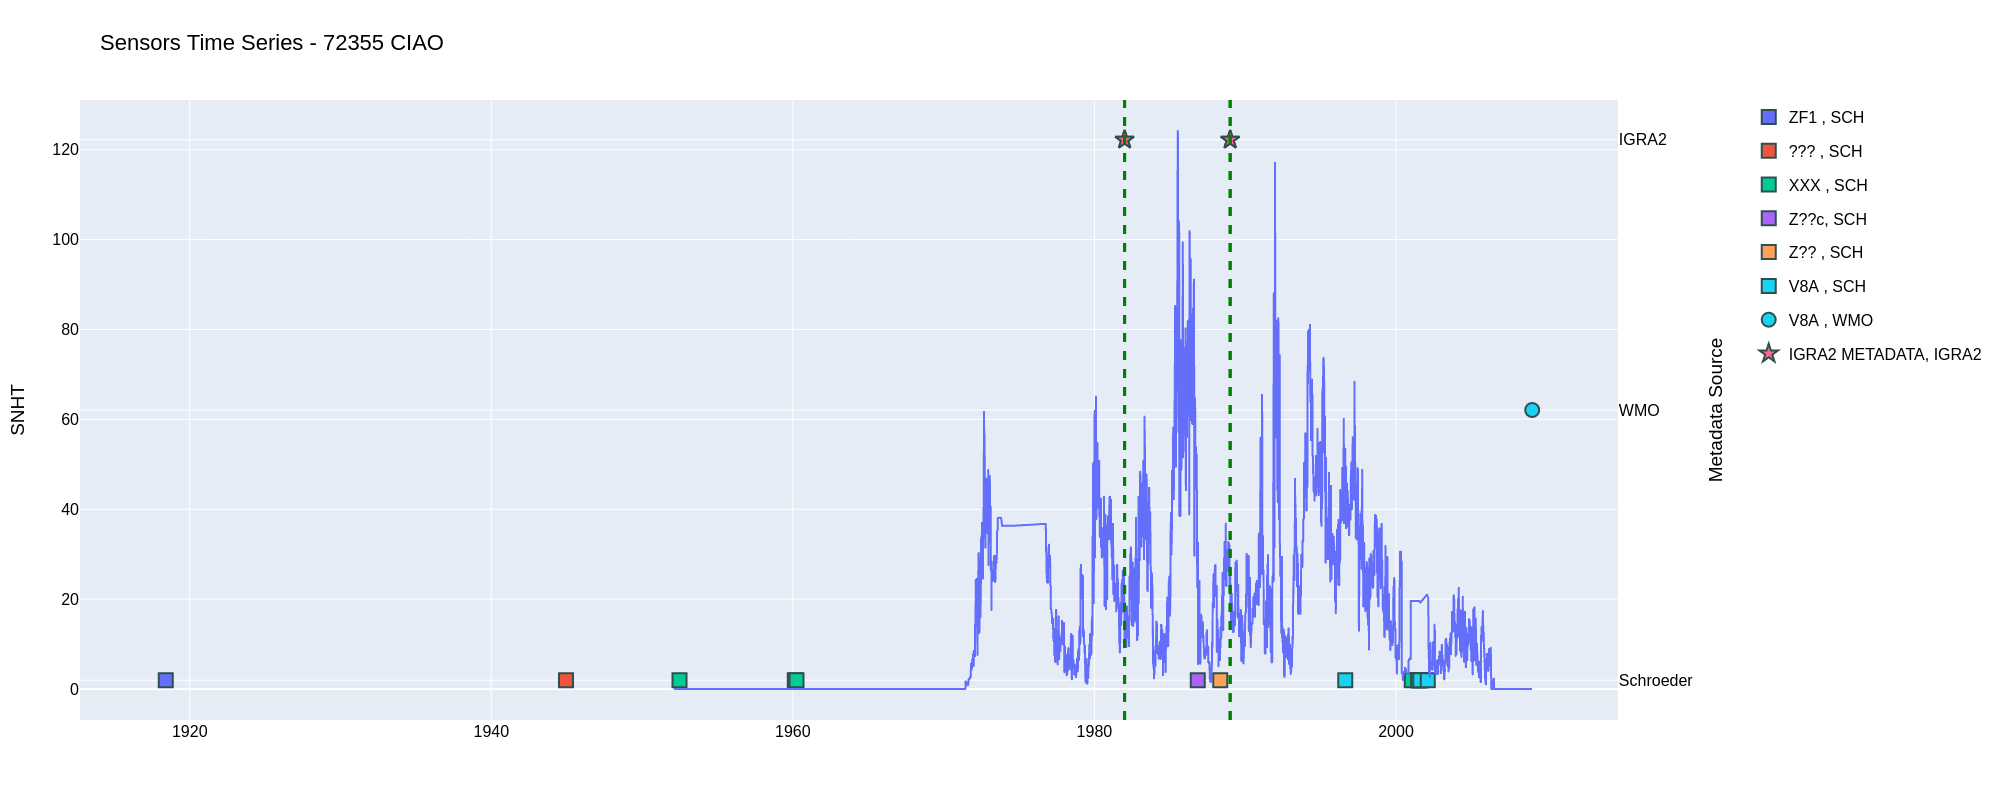 Sensors Time Series - 72355 CIAO
SNHT
120
100
80
60
40
20
0
1920
1940
1960
1980
2000
IGRA2
WMO
Schroeder
Metadata Source
ZF1 , SCH
??? , SCH
XXX , SCH
Z??c, SCH
Z?? , SCH
V8A , SCH
V8A , WMO
IGRA2 METADATA, IGRA2